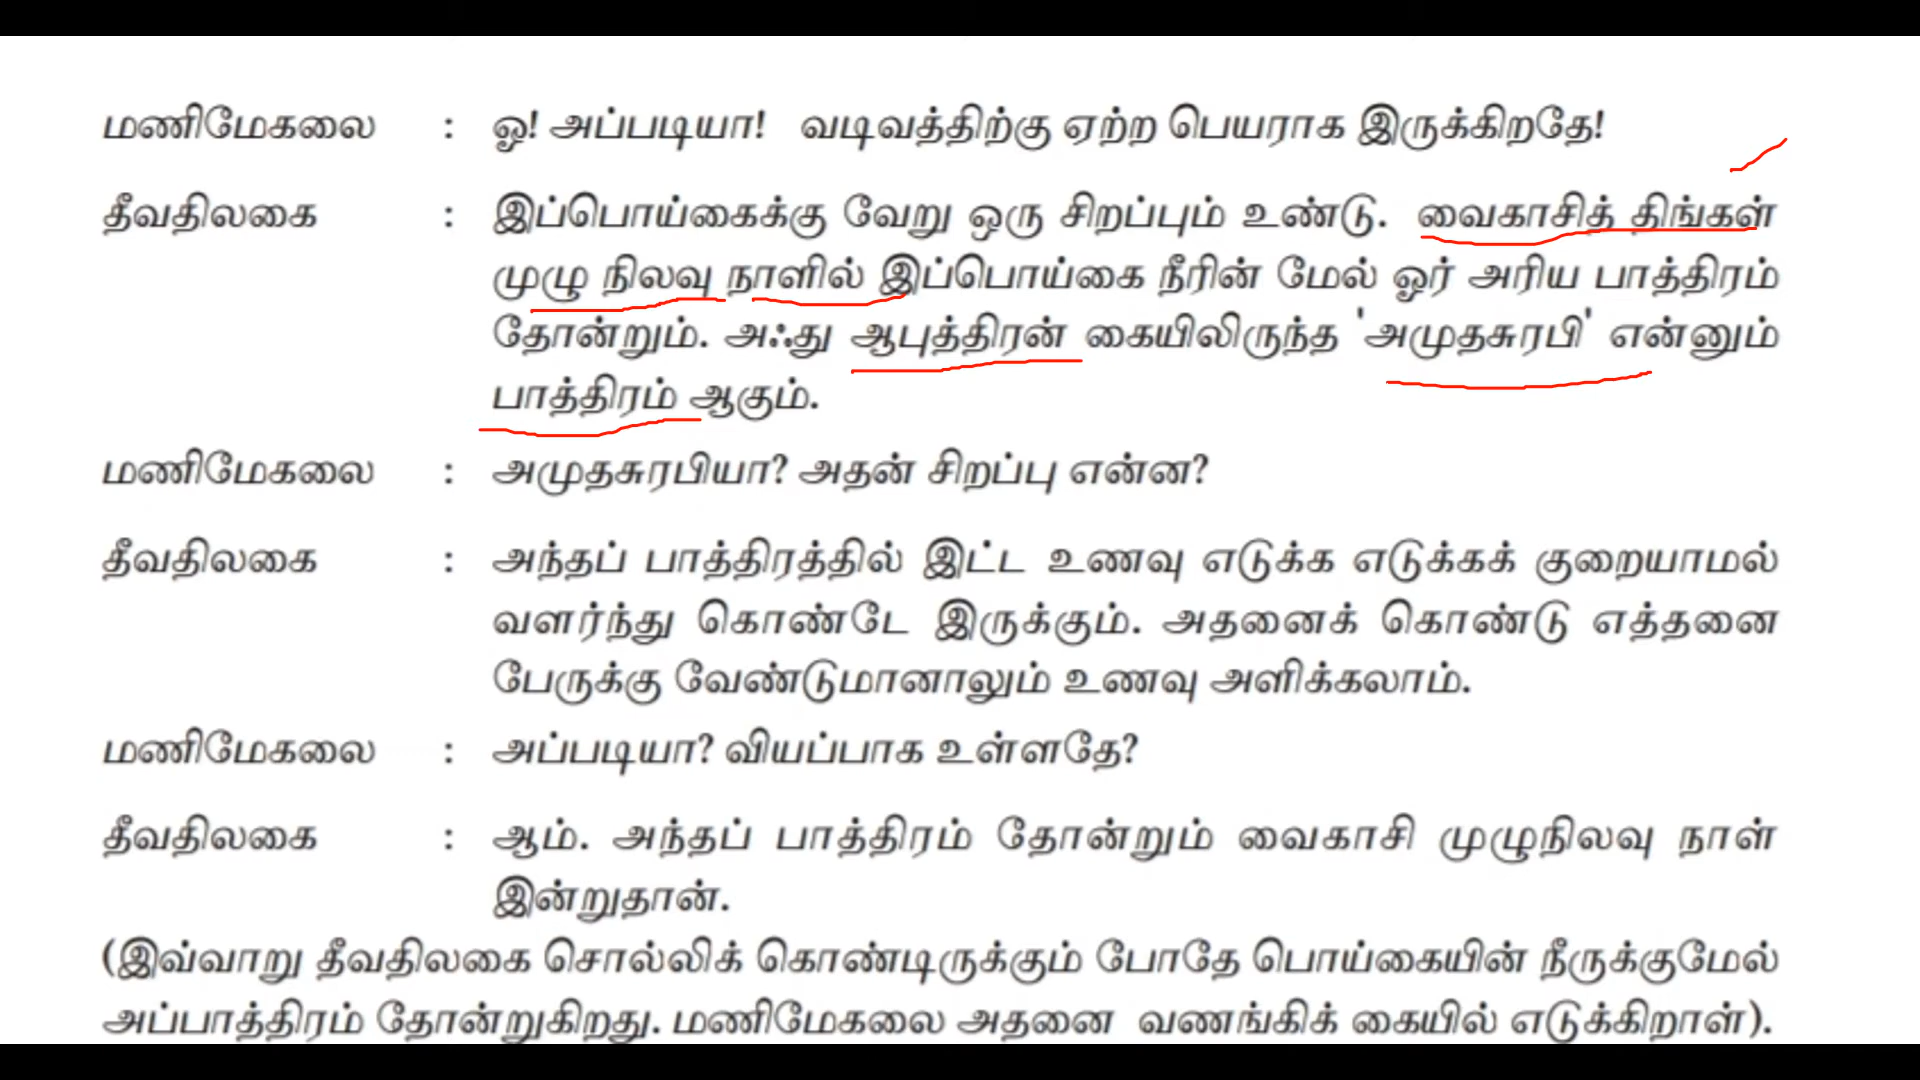 மணிமேகலை : ஓ! அப்படியா! வடிவத்திற்கு ஏற்ற பெயராக இருக்கிறதே!
தீவதிலகை : இப்பொய்கைக்கு வேறு ஒரு சிறப்பும் உண்டு. வைகாசித் திங்கள்
முழு நிலவு நாளில் இப்பொய்கை நீரின் மேல் ஓர் அரிய பாத்திரம்
தோன்றும். அஃது ஆபுத்திரன் கையிலிருந்த 'அமுதசுரபி' என்னும்
பாத்திரம் ஆகும்.
மணிமேகலை : அமுதசுரபியா? அதன் சிறப்பு என்ன?
தீவதிலகை : அந்தப் பாத்திரத்தில் இட்ட உணவு எடுக்க எடுக்கக் குறையாமல்
வளர்ந்து கொண்டே இருக்கும். அதனைக் கொண்டு எத்தனை
பேருக்கு வேண்டுமானாலும் உணவு அளிக்கலாம்.
மணிமேகலை : அப்படியா? வியப்பாக உள்ளதே?
தீவதிலகை : ஆம். அந்தப் பாத்திரம் தோன்றும் வைகாசி முழுநிலவு நாள்
இன்றுதான்.
(இவ்வாறு தீவதிலகை சொல்லிக் கொண்டிருக்கும் போதே பொய்கையின் நீருக்குமேல்
அப்பாத்திரம் தோன்றுகிறது. மணிமேகலை அதனை வணங்கிக் கையில் எடுக்கிறாள்).